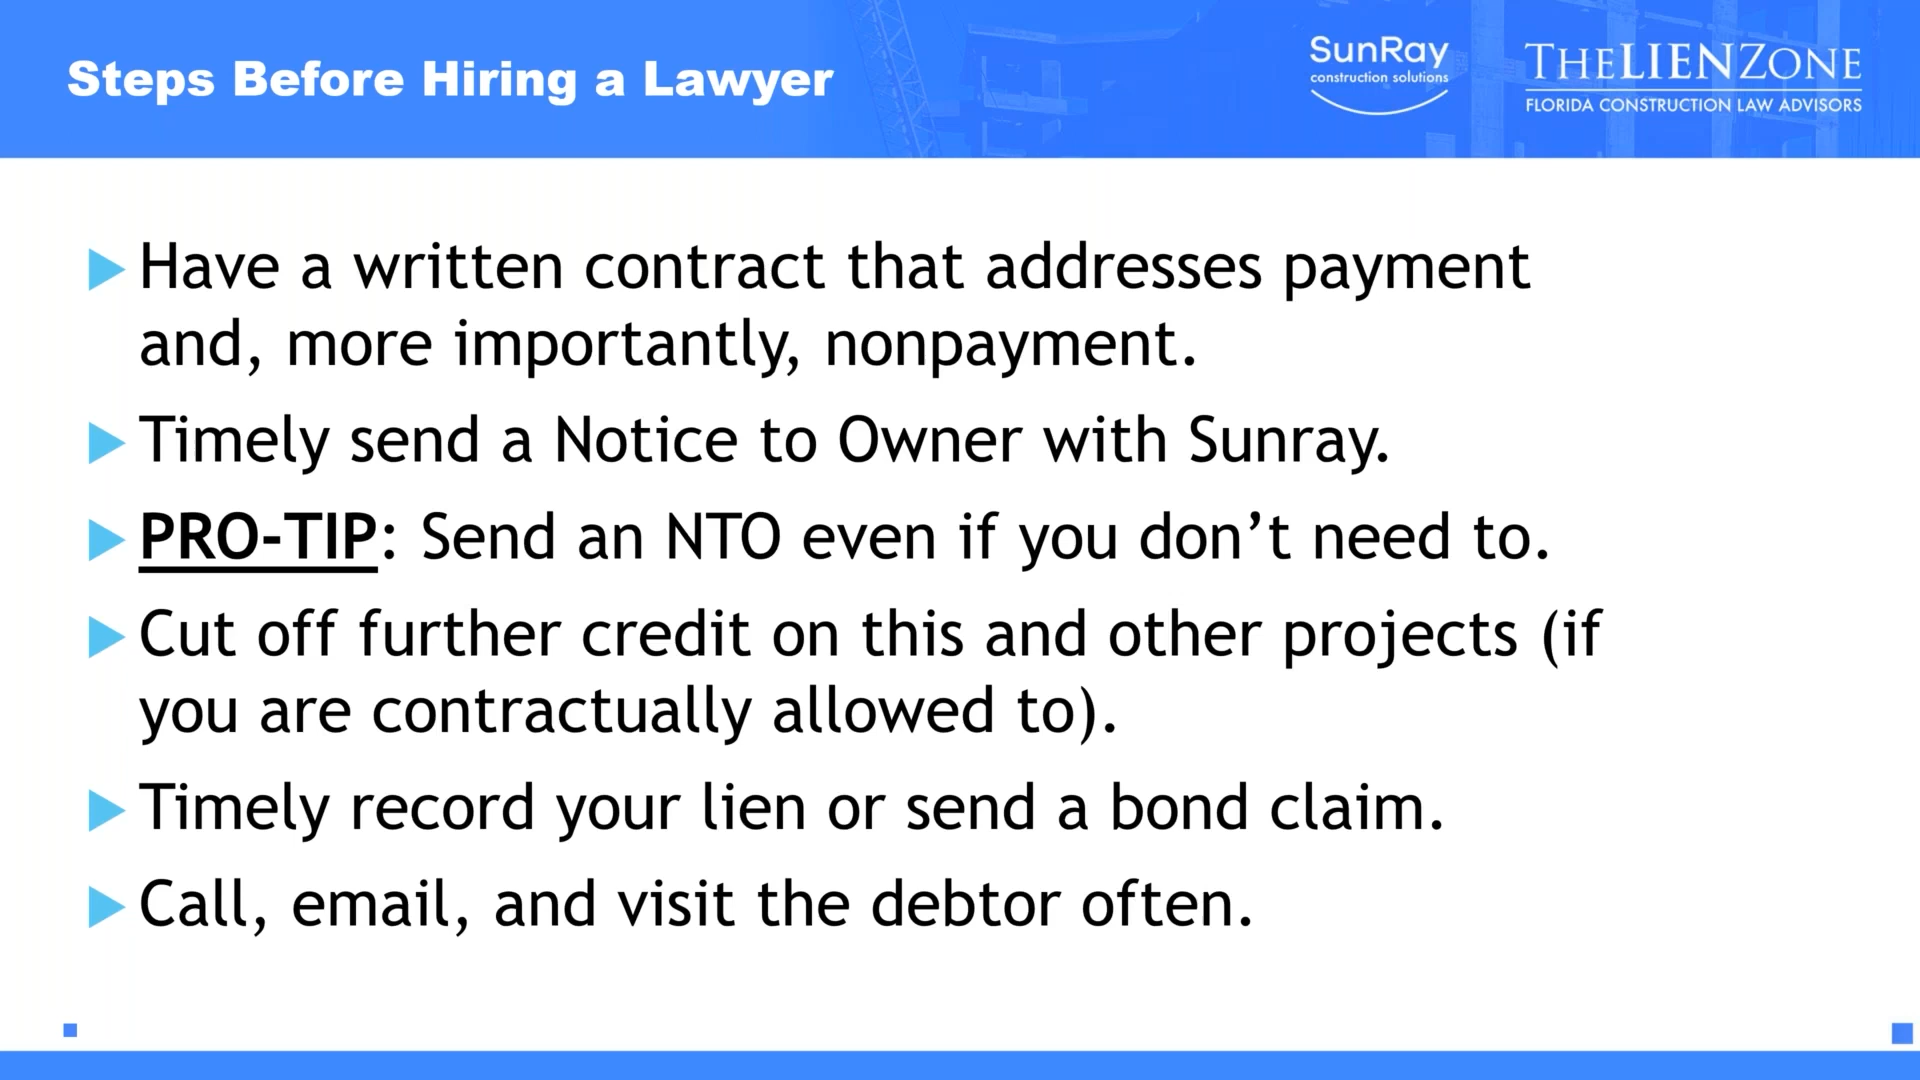 Steps Before Hiring a Lawyer
SunRay
construction solutions
THELIENZONE
FLORIDA CONSTRUCTION LAW ADVISORS
Have a written contract that addresses payment
and, more importantly, nonpayment.
Timely send a Notice to Owner with Sunray.
PRO-TIP: Send an NTO even if you don’t need to.
Cut off further credit on this and other projects (if
you are contractually allowed to).
Timely record your lien or send a bond claim.
Call, email, and visit the debtor often.